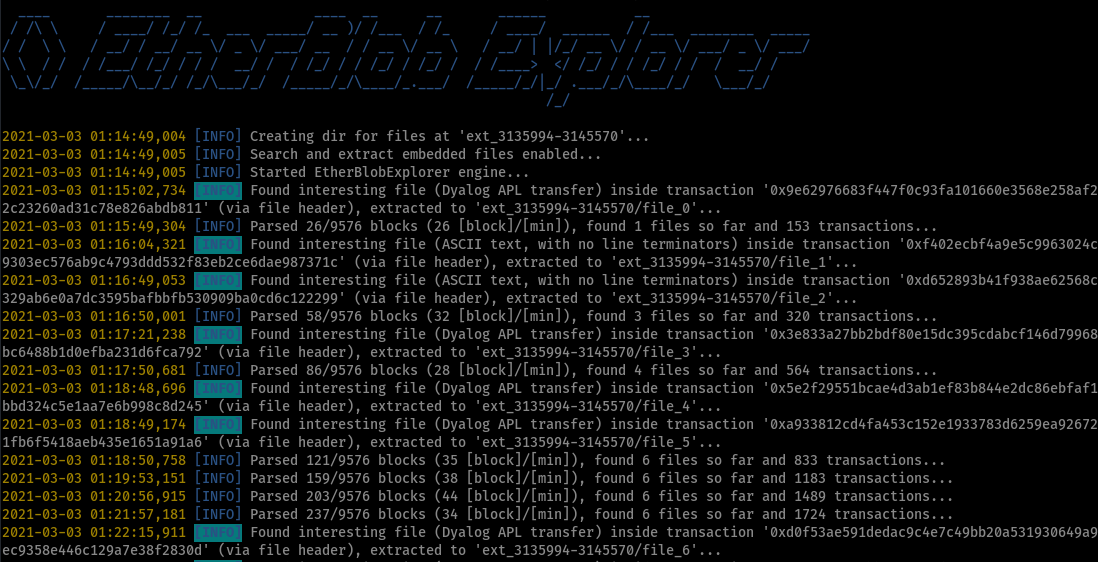 EtherBlob Explorer
2021-03-03 01:14:49,004 [INFO] Creating dir for files at 'ext_3135994-3145570'...
2021-03-03 01:14:49,005 [INFO] Search and extract embedded files enabled...
2021-03-03 01:14:49,005 [INFO] Started EtherBlobExplorer engine...
2021-03-03 01:15:02,734 [INFO] Found interesting file (Dyalog APL transfer) inside transaction '0x9e62976683f447f0c93fa101660e3568e258af2
2c23260ad31c78e826abdb811' (via file header), extracted to 'ext_3135994-3145570/file_0'...
2021-03-03 01:15:49,304 [INFO] Parsed 26/9576 blocks (26 [block]/[min]), found 1 files so far and 153 transactions...
2021-03-03 01:16:04,321 [INFO] Found interesting file (ASCII text, with no line terminators) inside transaction '0xf402ecbf4a9e5c9963024c
9303ec576ab9c4793ddd532f83eb2ce6dae987371c' (via file header), extracted to 'ext_3135994-3145570/file_1'...
2021-03-03 01:16:49,053 [INFO] Found interesting file (ASCII text, with no line terminators) inside transaction '0xd652893b41f938ae62568c
329ab6e0a7dc3595bafbbfb530909ba0cd6c122299' (via file header), extracted to 'ext_3135994-3145570/file_2'...
2021-03-03 01:16:50,001 [INFO] Parsed 58/9576 blocks (32 [block]/[min]), found 3 files so far and 320 transactions...
2021-03-03 01:17:21,238 [INFO] Found interesting file (Dyalog APL transfer) inside transaction '0x3e833a27bb2bdf80e15dc395cdabcf146d79968
bc6488b1d0efba231d6fca792' (via file header), extracted to 'ext_3135994-3145570/file_3'...
2021-03-03 01:17:50,681 [INFO] Parsed 86/9576 blocks (28 [block]/[min]), found 4 files so far and 564 transactions...
2021-03-03 01:18:48,696 [INFO] Found interesting file (Dyalog APL transfer) inside transaction '0x5e2f29551bcae4d3ab1ef83b844e2dc86ebfaf1
bbd324c5e1aa7e6b998c8d245' (via file header), extracted to 'ext_3135994-3145570/file_4'...
2021-03-03 01:18:49,174 [INFO] Found interesting file (Dyalog APL transfer) inside transaction '0xa933812cd4fa453c152e1933783d6259ea92672
1fb6f5418aeb435e1651a91a6' (via file header), extracted to 'ext_3135994-3145570/file_5'...
2021-03-03 01:18:50,758 [INFO] Parsed 121/9576 blocks (35 [block]/[min]), found 6 files so far and 833 transactions...
2021-03-03 01:19:53,151 [INFO] Parsed 159/9576 blocks (38 [block]/[min]), found 6 files so far and 1183 transactions...
2021-03-03 01:20:56,915 [INFO] Parsed 203/9576 blocks (44 [block]/[min]), found 6 files so far and 1489 transactions...
2021-03-03 01:21:57,181 [INFO] Parsed 237/9576 blocks (34 [block]/[min]), found 6 files so far and 1724 transactions...
2021-03-03 01:22:15,911 [INFO] Found interesting file (Dyalog APL transfer) inside transaction '0xd0f53ae591dedac9c4e7c49bb20a531930649a9
ec9358e446c129a7e38f2830d' (via file header), extracted to 'ext_3135994-3145570/file_6'...